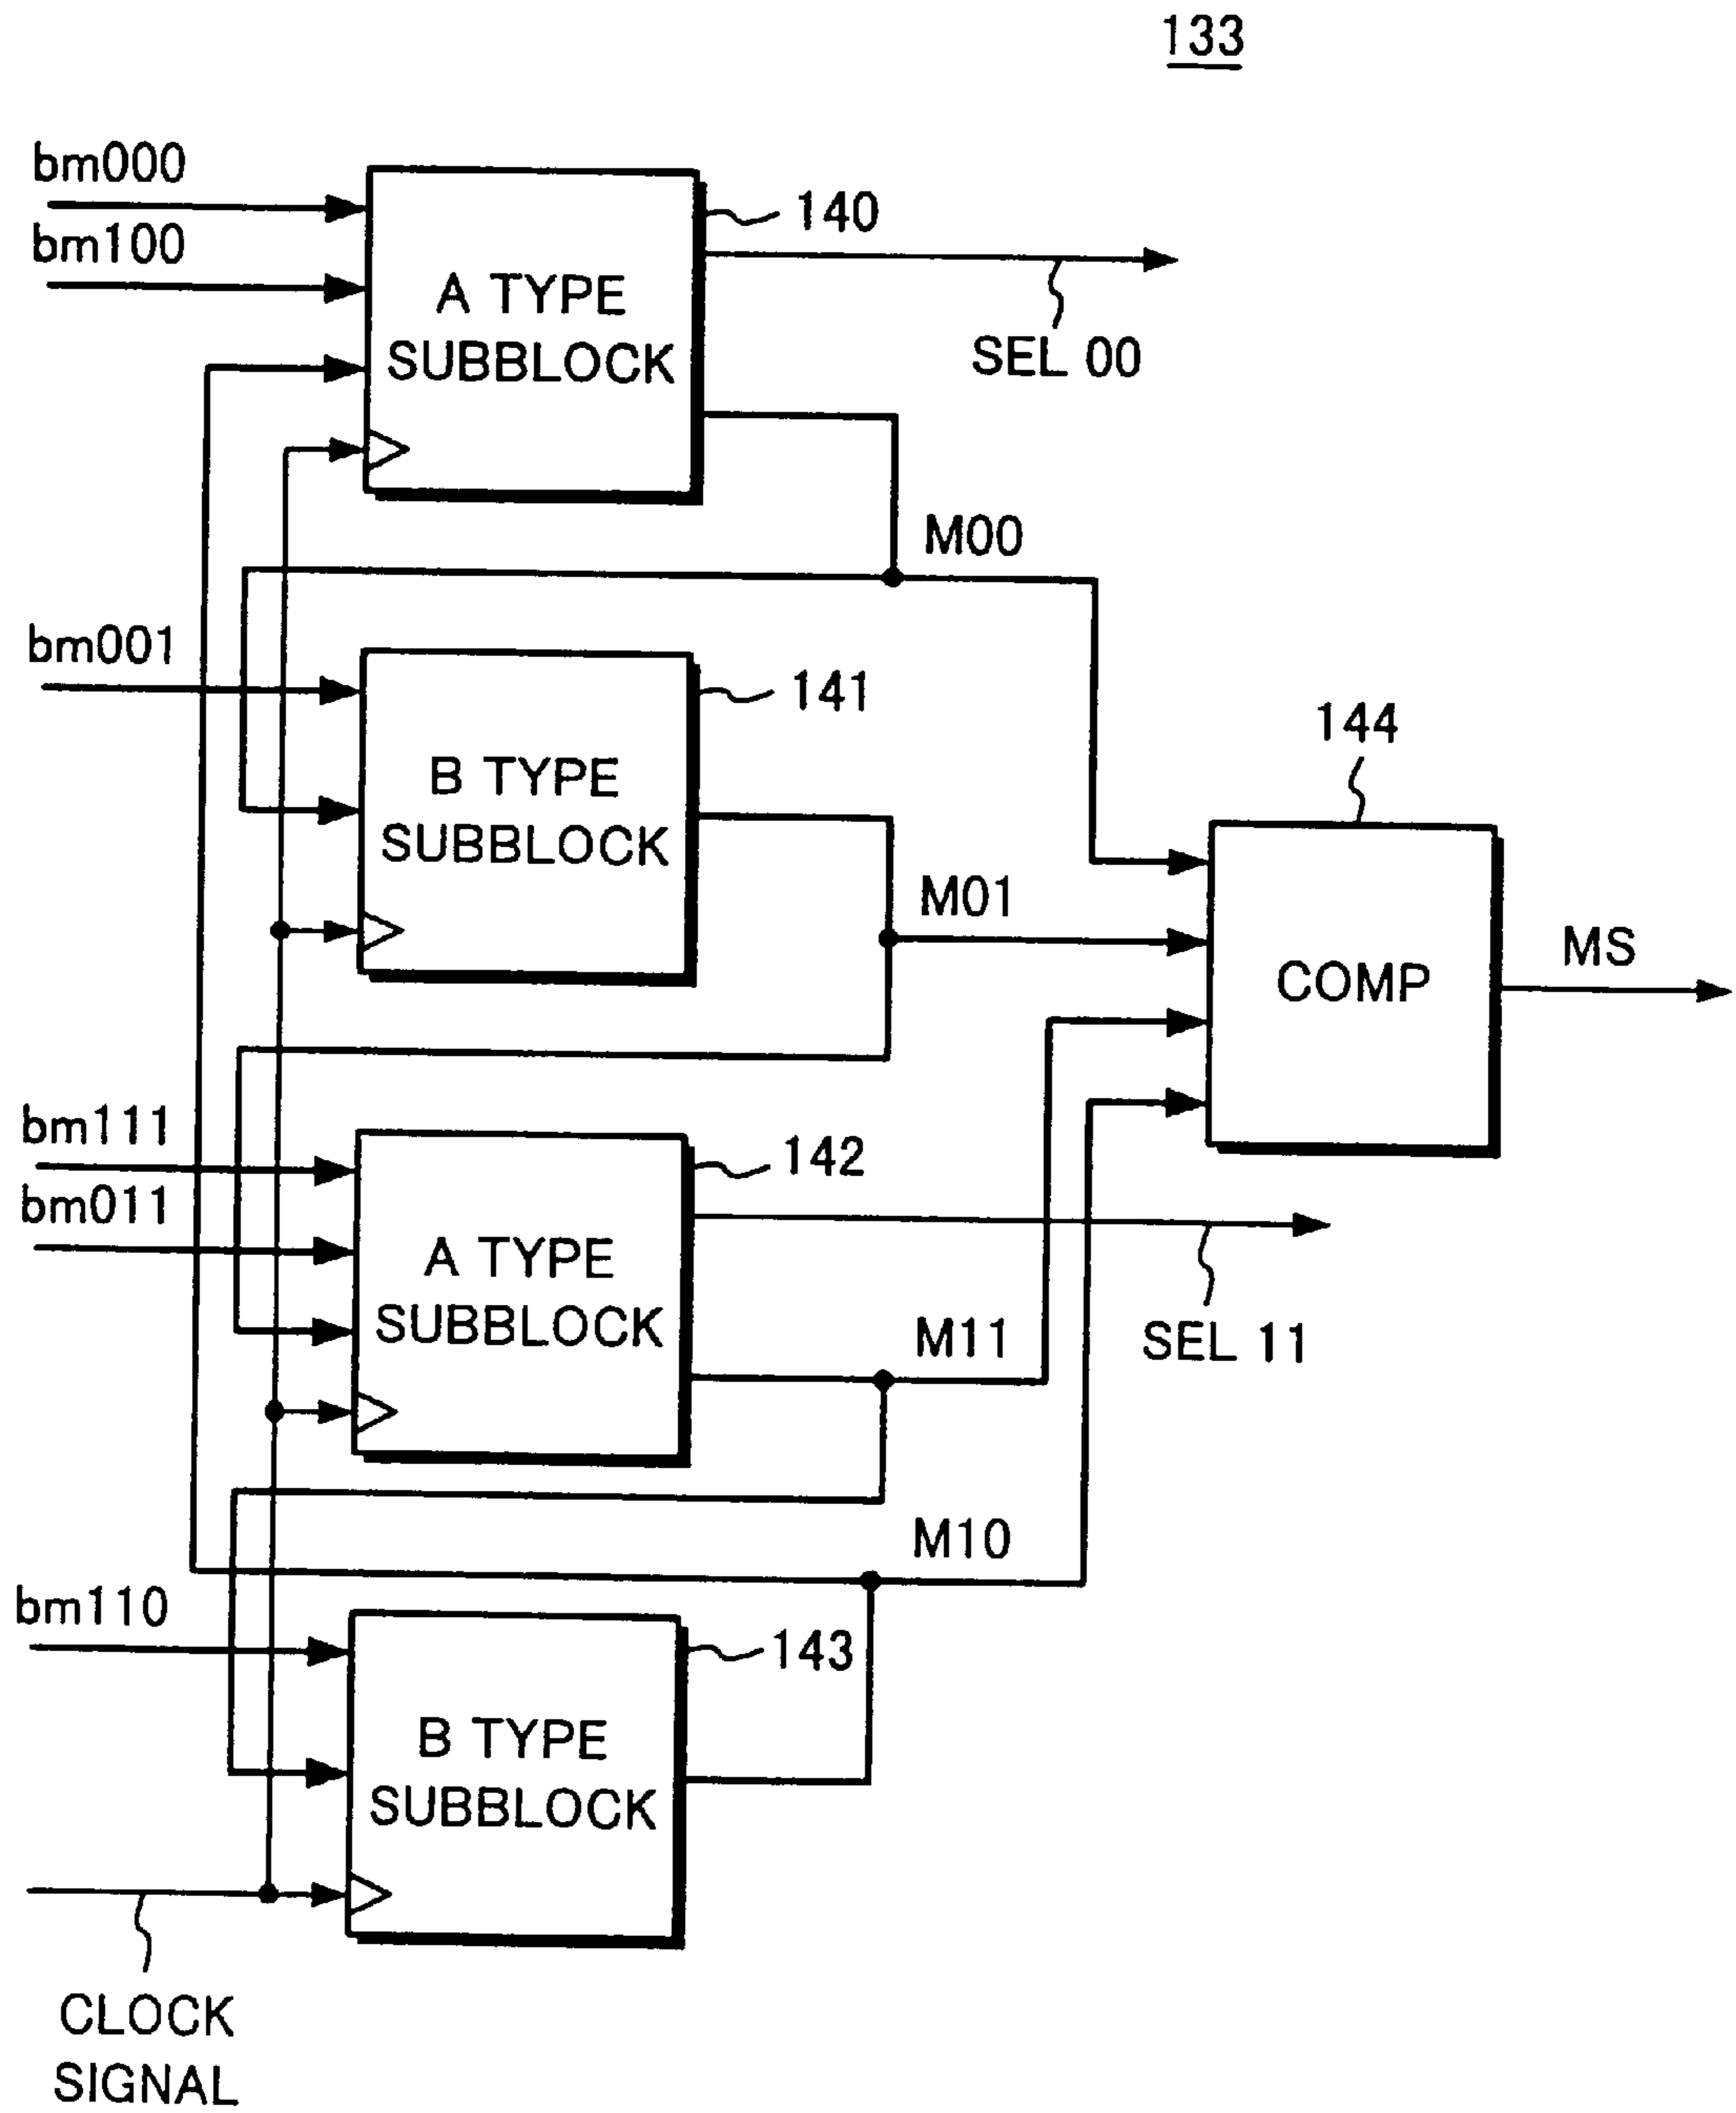 133
bm000
140
bm100
A TYPE
SUBBLOCK
SEL 00
M00
bm001
141
B TYPE
SUBBLOCK
144
M01
COMP
MS
bm111
142
bm011
A TYPE
SUBBLOCK
M11
SEL 11
M10
bm110
143
B TYPE
SUBBLOCK
CLOCK
SIGNAL